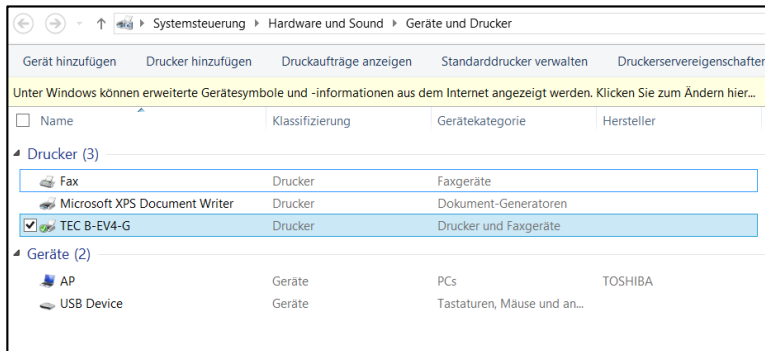 Systemsteuerung Hardware und Sound Geräte und Drucker
Gerät hinzufügen Drucker hinzufügen Druckaufträge anzeigen Standarddrucker verwalten Druckerservereigenschaften
Unter Windows können erweiterte Gerätesymbole und -informationen aus dem Internet angezeigt werden. Klicken Sie zum Ändern hier...
Name Klassifizierung Gerätekategorie Hersteller
Drucker (3)
Fax Drucker Faxgeräte
Microsoft XPS Document Writer Drucker Dokument-Generatoren
TEC B-EV4-G Drucker Drucker und Faxgeräte
Geräte (2)
AP Geräte PCs TOSHIBA
USB Device Geräte Tastaturen, Mäuse und an...